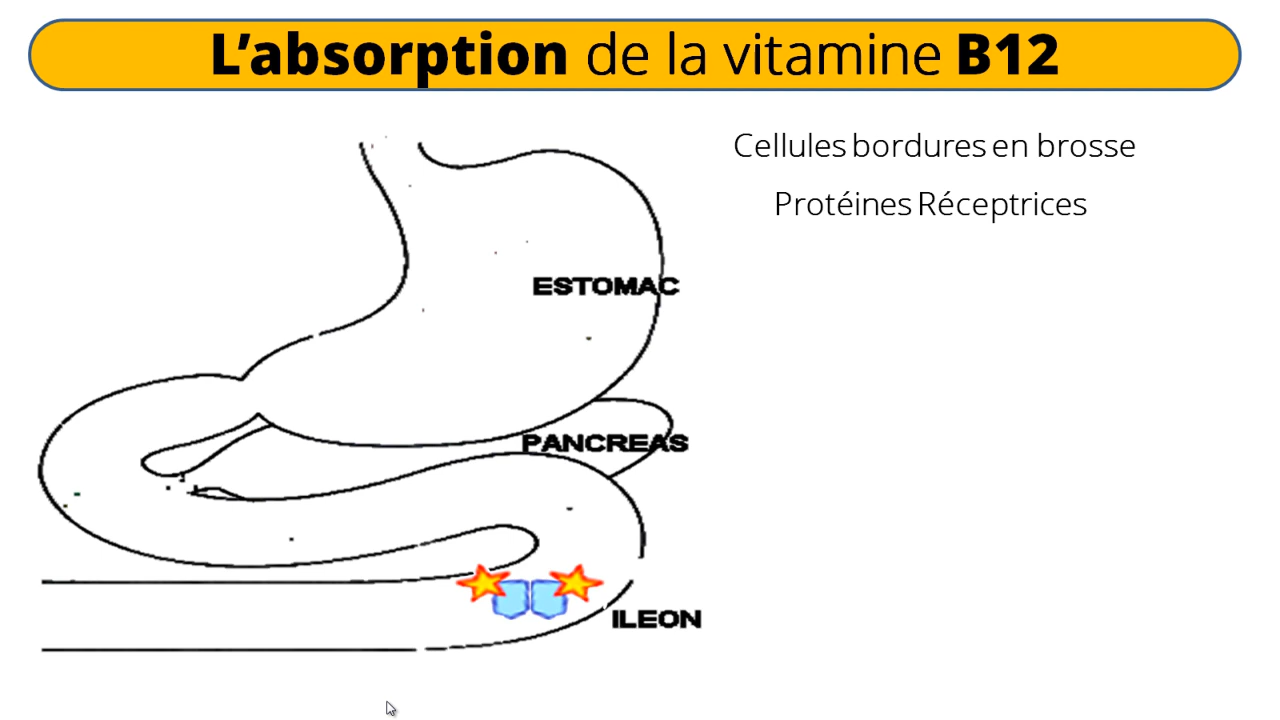 L’absorption de la vitamine B12
Cellules bordures en brosse
Protéines Réceptrices
ESTOMAC
PANCREAS
ILEON